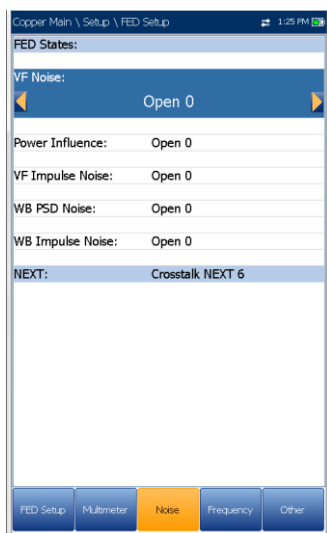 Copper Main \ Setup \ FED Setup 1:25 PM
FED States:
VF Noise:
Open 0
Power Influence: Open 0
VF Impulse Noise: Open 0
WB PSD Noise: Open 0
WB Impulse Noise: Open 0
NEXT: Crosstalk NEXT 6
FED Setup Multimeter Noise Frequency Other